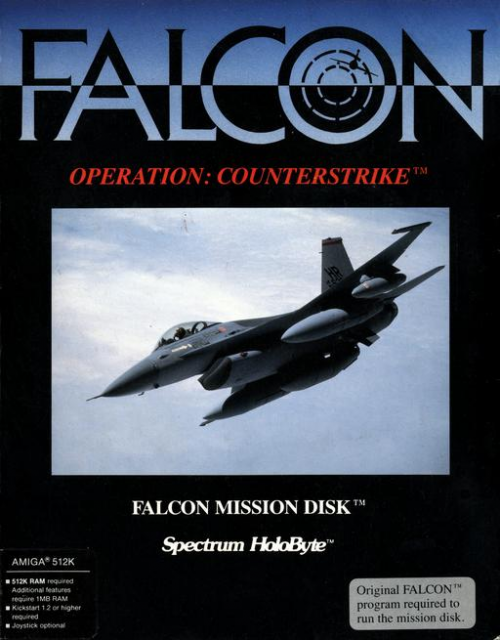 FALCON
OPERATION: COUNTERSTRIKE™
HR
FALCON MISSION DISK™
Spectrum HoloByte™
AMIGA® 512K
■ 512K RAM required
Additional features
require 1MB RAM
■ Kickstart 1.2 or higher
required
■ Joystick optional
Original FALCON™
program required to
run the mission disk.